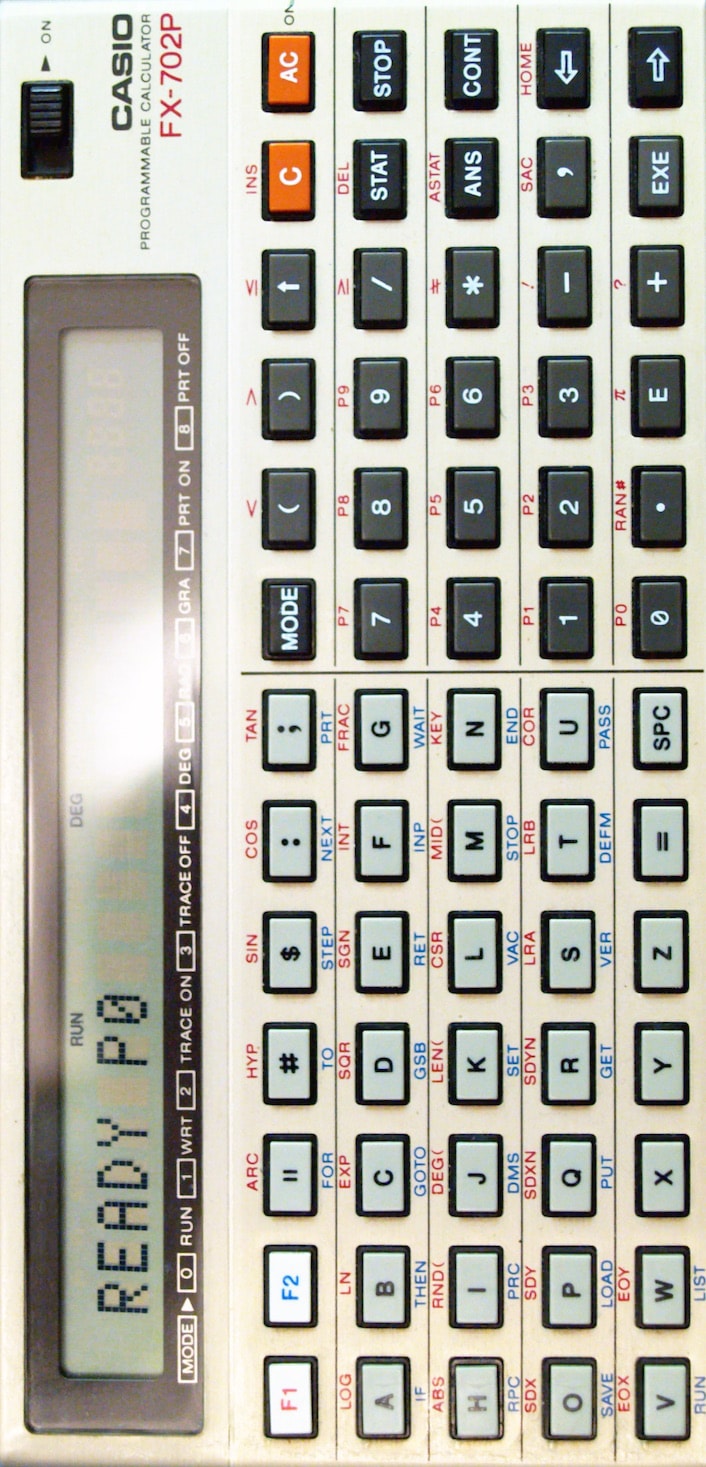 CASIO
PROGRAMMABLE CALCULATOR
FX-702P
ON
RUN DEG
READY P0
MODE ▶ 0 RUN 1 WRT 2 TRACE ON 3 TRACE OFF 4 DEG 5 RAD 6 GRA 7 PRT ON 8 PRT OFF
ARC HYP SIN COS TAN < > ≤ INS ON
F1 F2 " # $ : ; MODE ( ) ↑ C AC
FOR TO STEP NEXT PRT
LOG LN EXP SQR SGN INT FRAC P7 P8 P9 ≥ DEL
A B C D E F G 7 8 9 / STAT STOP
IF THEN GOTO GSB RET INP WAIT
ABS RND( DEG( LEN( CSR MID( KEY P4 P5 P6 ≠ ASTAT
H I J K L M N 4 5 6 * ANS CONT
RPC PRC DMS SET VAC STOP END
SDX SDY SDXN SDYN LRA LRB COR P1 P2 P3 ! SAC HOME
O P Q R S T U 1 2 3 − , ⇦
SAVE LOAD PUT GET VER DEFM PASS
EOX EOY P0 RAN# π ?
V W X Y Z = SPC 0 . E + EXE ⇨
RUN LIST